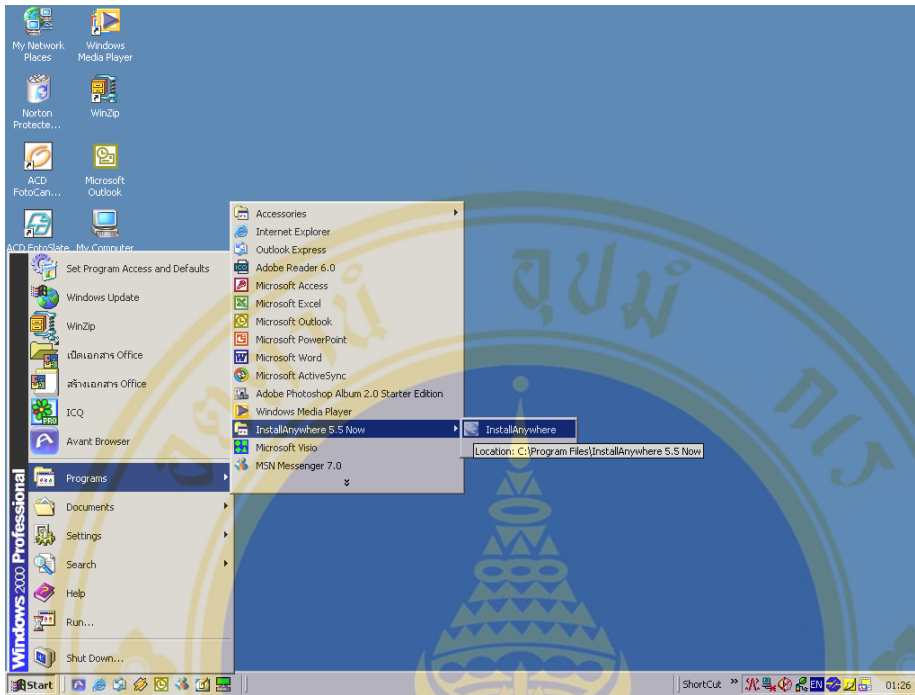 My Network
Places
Windows
Media Player
Norton
Protecte...
WinZip
ACD
FotoCan...
Microsoft
Outlook
ACD FotoSlate
My Computer
Set Program Access and Defaults
Windows Update
WinZip
เปิดเอกสาร Office
สร้างเอกสาร Office
ICQ
Avant Browser
Programs
Documents
Settings
Search
Help
Run...
Shut Down...
Windows 2000 Professional
Accessories
Internet Explorer
Outlook Express
Adobe Reader 6.0
Microsoft Access
Microsoft Excel
Microsoft Outlook
Microsoft PowerPoint
Microsoft Word
Microsoft ActiveSync
Adobe Photoshop Album 2.0 Starter Edition
Windows Media Player
InstallAnywhere 5.5 Now
Microsoft Visio
MSN Messenger 7.0
InstallAnywhere
Location: C:\Program Files\InstallAnywhere 5.5 Now
Start
ShortCut
EN
01:26